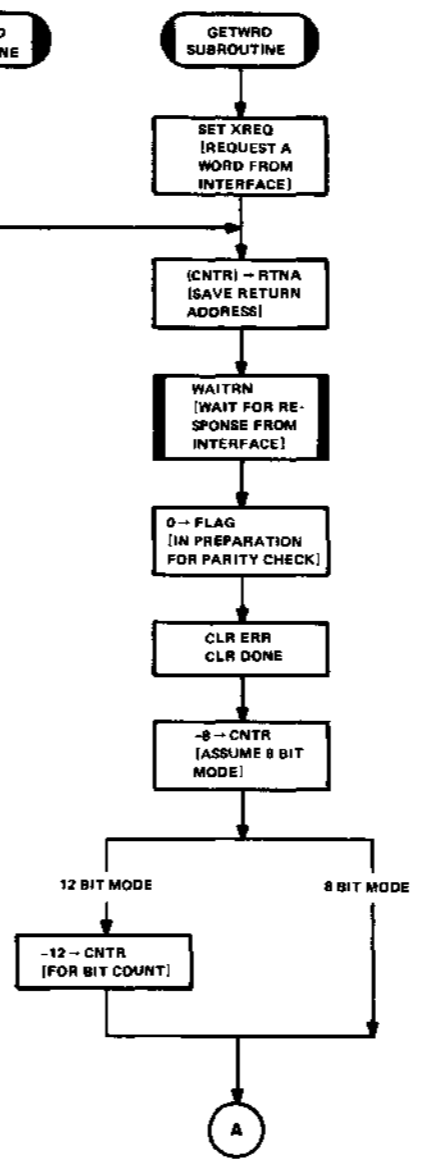 D
NE
GETWRD
SUBROUTINE
SET XREQ
[REQUEST A
WORD FROM
INTERFACE]
(CNTR) → RTNA
[SAVE RETURN
ADDRESS]
WAITRN
[WAIT FOR RE-
SPONSE FROM
INTERFACE]
0 → FLAG
[IN PREPARATION
FOR PARITY CHECK]
CLR ERR
CLR DONE
-8 → CNTR
[ASSUME 8 BIT
MODE]
12 BIT MODE
8 BIT MODE
-12 → CNTR
[FOR BIT COUNT]
A